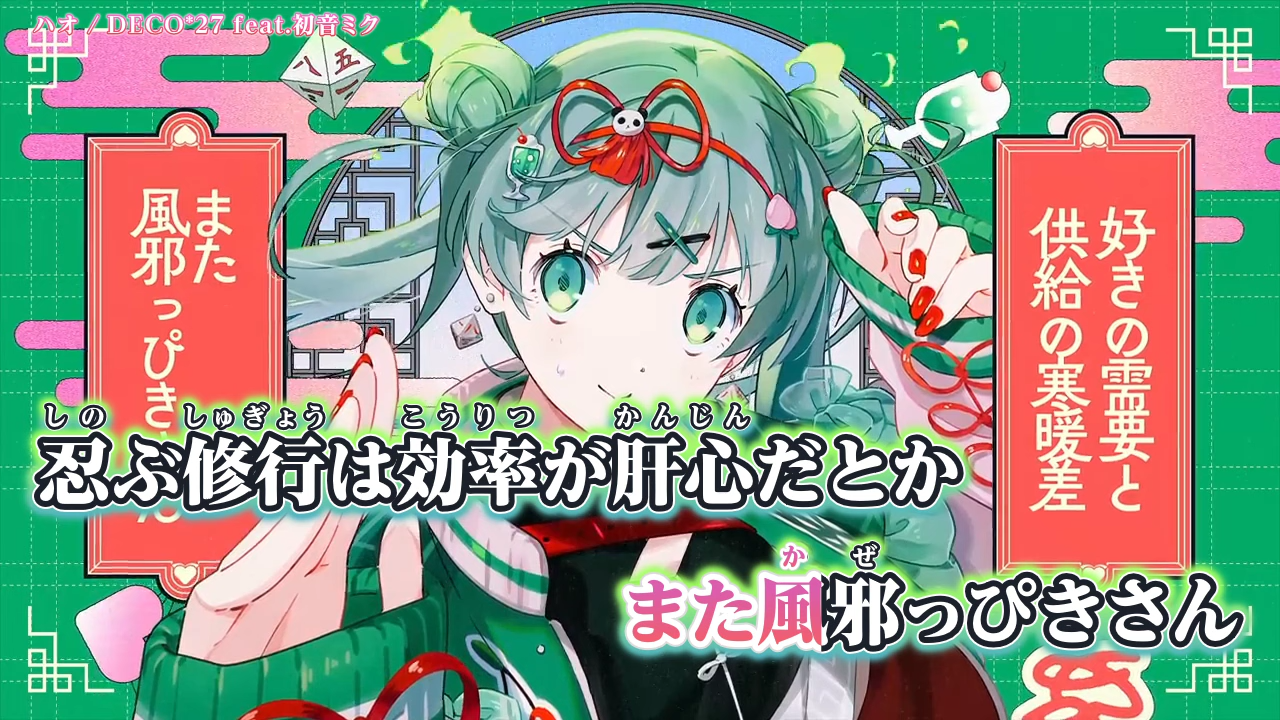 ハオ / DECO*27 feat.初音ミク
八
五
好きの需要と
供給の寒暖差
また
風邪っぴきさん
しの しゅぎょう こうりつ かんじん
忍ぶ修行は効率が肝心だとか
かぜ
また風邪っぴきさん